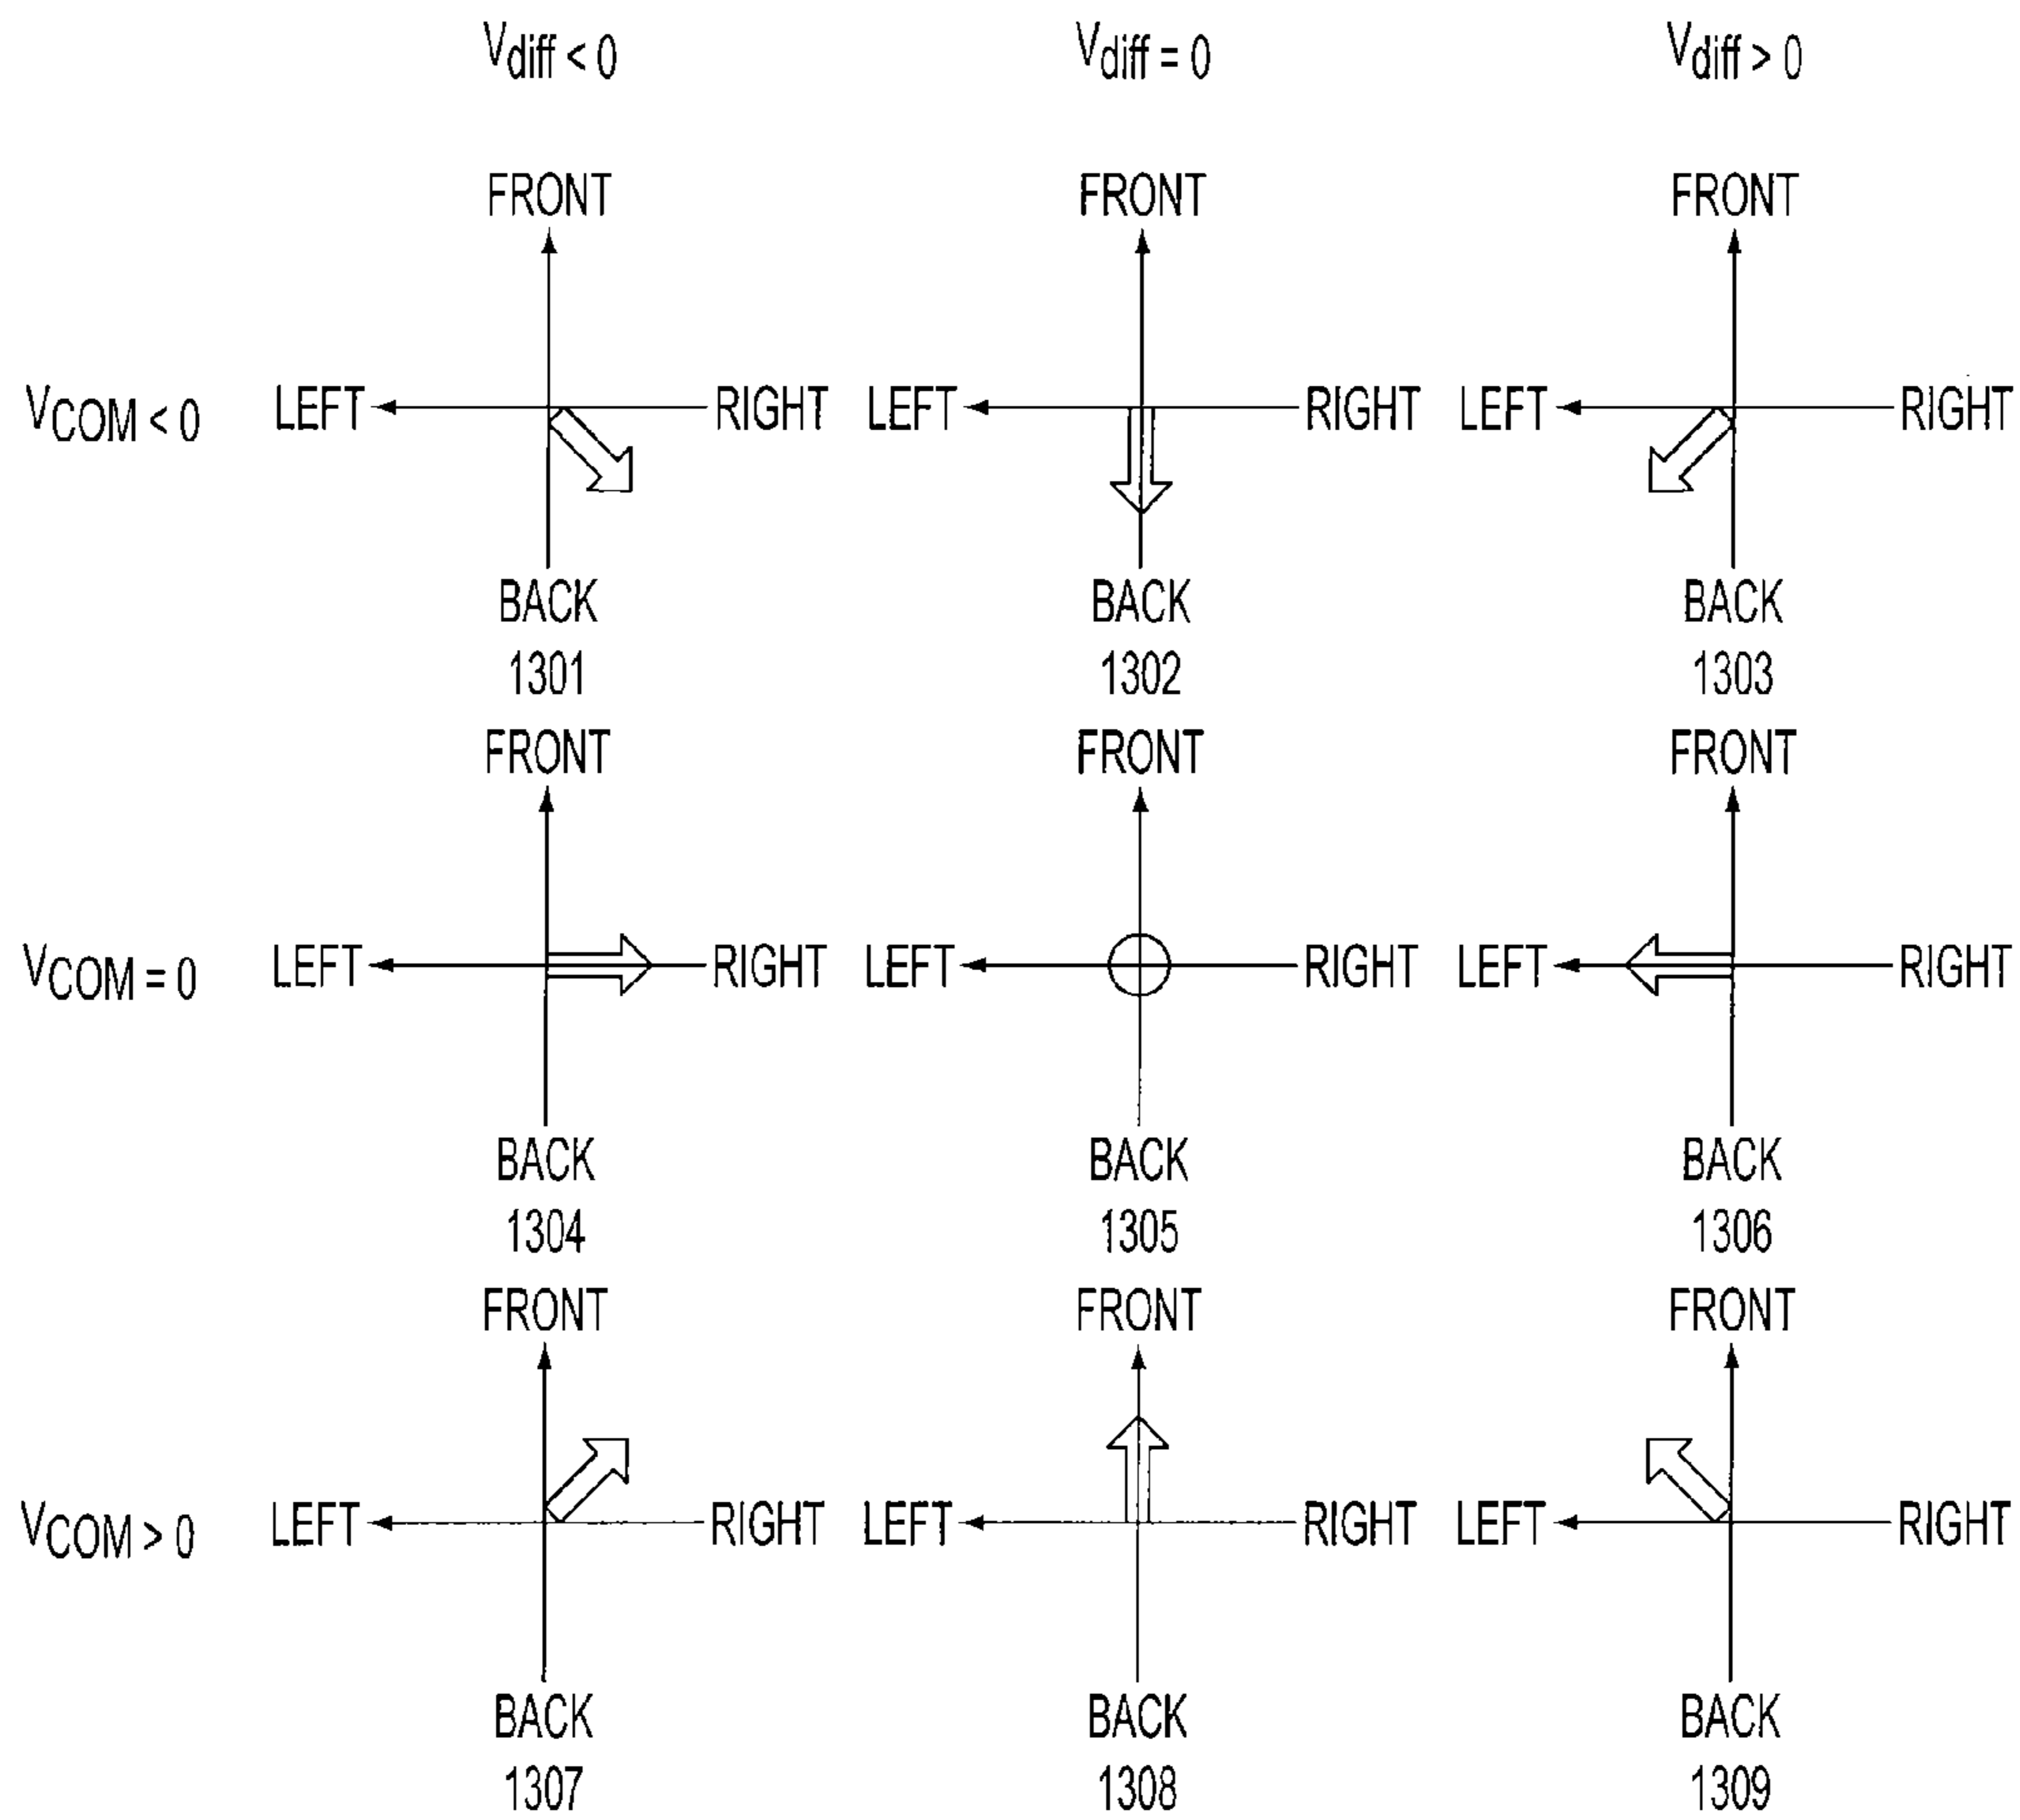 Vdiff < 0 Vdiff = 0 Vdiff > 0
FRONT FRONT FRONT
VCOM < 0 LEFT RIGHT LEFT RIGHT LEFT RIGHT
BACK BACK BACK
1301 1302 1303
FRONT FRONT FRONT
VCOM = 0 LEFT RIGHT LEFT RIGHT LEFT RIGHT
BACK BACK BACK
1304 1305 1306
FRONT FRONT FRONT
VCOM > 0 LEFT RIGHT LEFT RIGHT LEFT RIGHT
BACK BACK BACK
1307 1308 1309